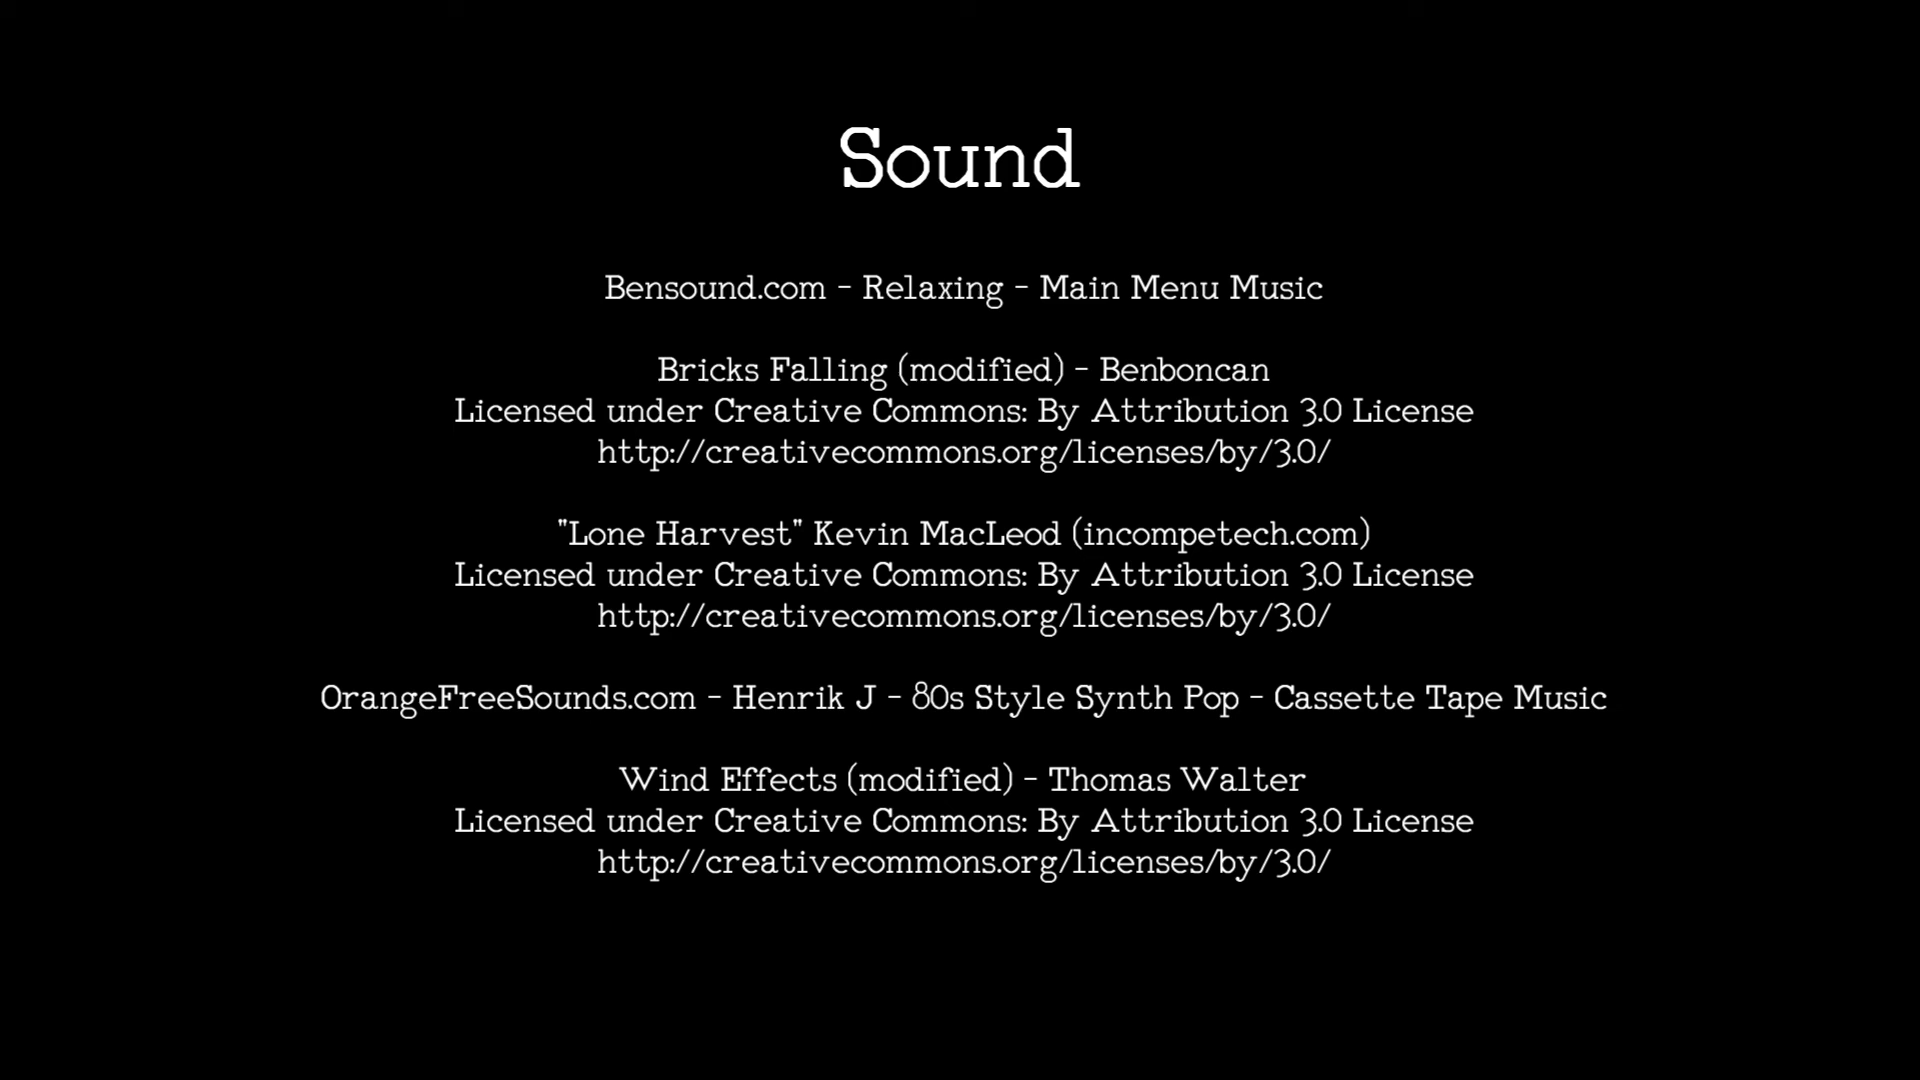 Sound
Bensound.com - Relaxing - Main Menu Music
Bricks Falling (modified) - Benboncan
Licensed under Creative Commons: By Attribution 3.0 License
http://creativecommons.org/licenses/by/3.0/
"Lone Harvest" Kevin MacLeod (incompetech.com)
Licensed under Creative Commons: By Attribution 3.0 License
http://creativecommons.org/licenses/by/3.0/
OrangeFreeSounds.com - Henrik J - 80s Style Synth Pop - Cassette Tape Music
Wind Effects (modified) - Thomas Walter
Licensed under Creative Commons: By Attribution 3.0 License
http://creativecommons.org/licenses/by/3.0/